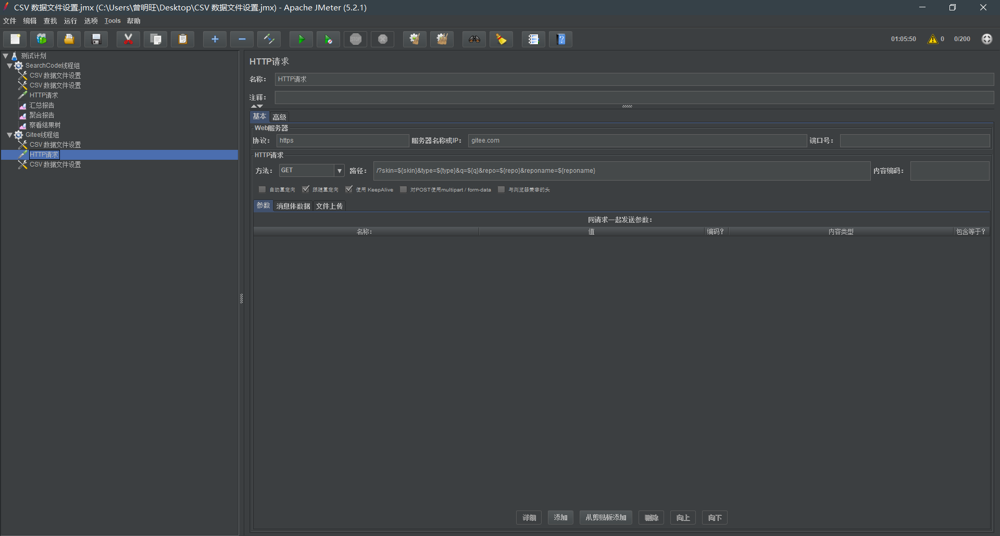 CSV 数据文件设置.jmx (C:\Users\曾明旺\Desktop\CSV 数据文件设置.jmx) - Apache JMeter (5.2.1)
文件 编辑 查找 运行 选项 Tools 帮助
STOP
01:05:50 0 0/200
测试计划
SearchCode线程组
CSV 数据文件设置
CSV 数据文件设置
HTTP请求
汇总报告
聚合报告
察看结果树
Gitee线程组
CSV 数据文件设置
HTTP请求
CSV 数据文件设置
HTTP请求
名称： HTTP请求
注释：
基本 高级
Web服务器
协议： https 服务器名称或IP： gitee.com 端口号：
HTTP请求
方法： GET 路径： /?skin=${skin}&type=${type}&q=${q}&repo=${repo}&reponame=${reponame} 内容编码：
自动重定向 跟随重定向 使用 KeepAlive 对POST使用multipart / form-data 与浏览器兼容的头
参数 消息体数据 文件上传
同请求一起发送参数：
名称： 值 编码？ 内容类型 包含等于？
详细 添加 从剪贴板添加 删除 向上 向下